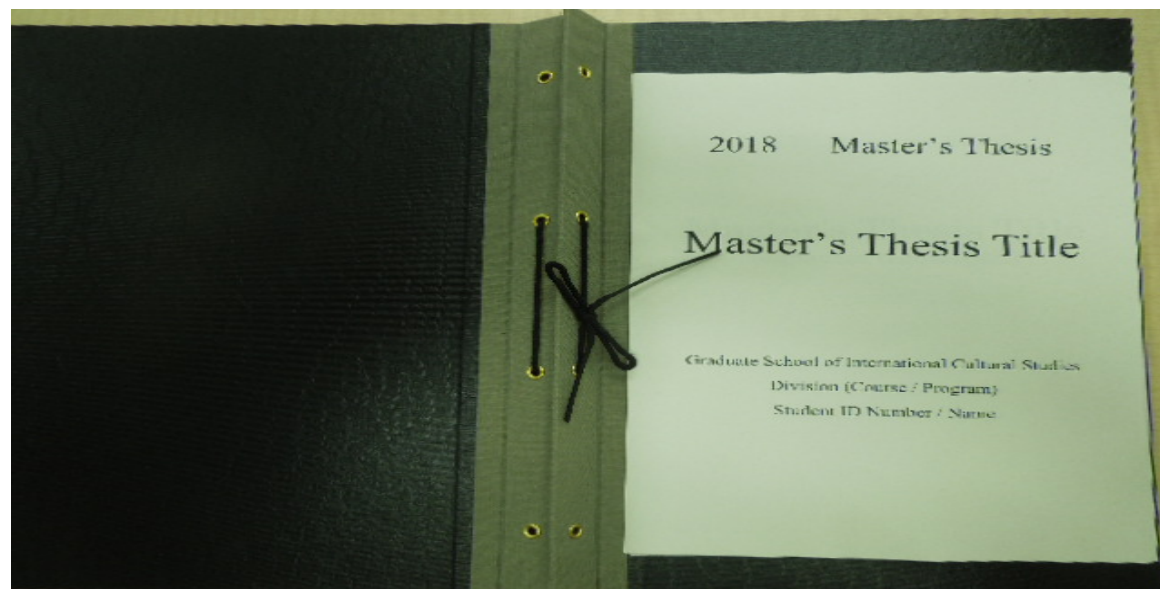 2018 Master's Thesis
Master's Thesis Title
Graduate School of International Cultural Studies
Division (Course / Program)
Student ID Number / Name